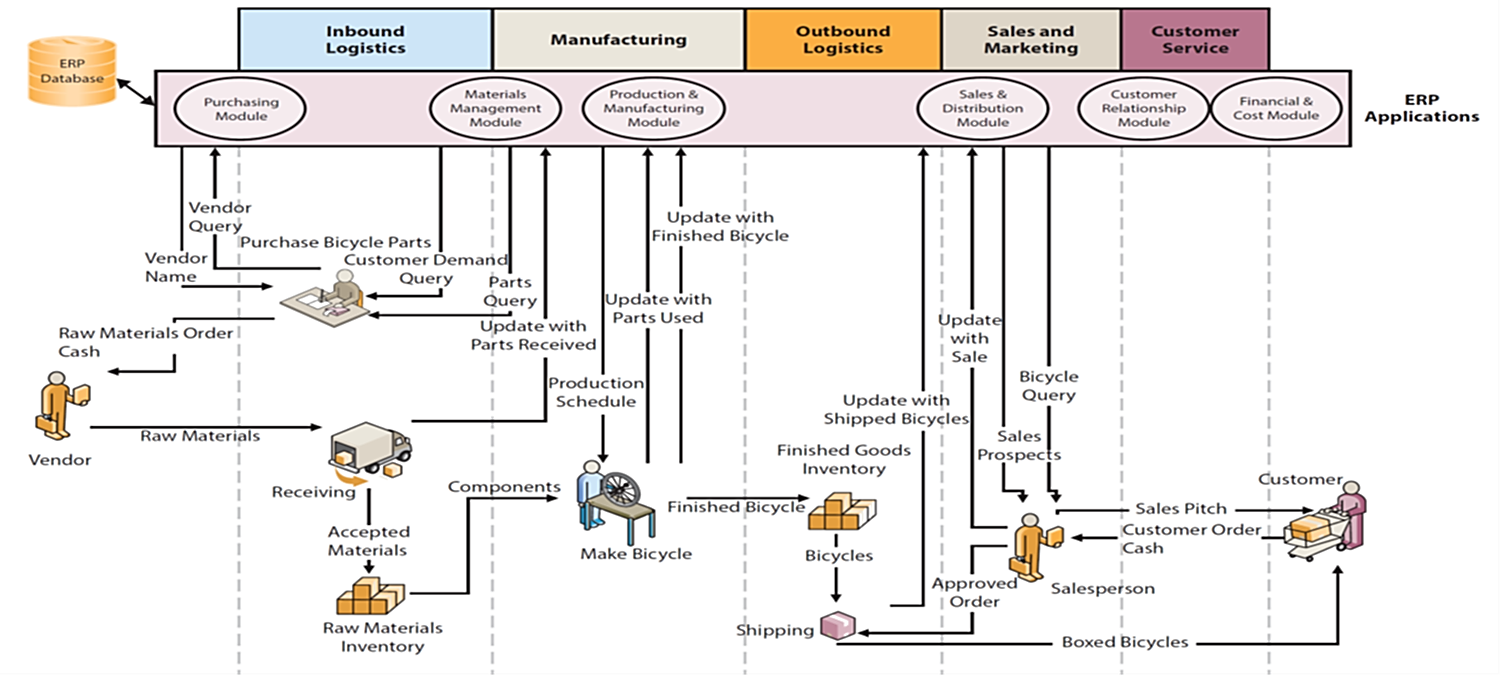 Inbound
Logistics
Manufacturing
Outbound
Logistics
Sales and
Marketing
Customer
Service
ERP
Database
Purchasing
Module
Materials
Management
Module
Production &
Manufacturing
Module
Sales &
Distribution
Module
Customer
Relationship
Module
Financial &
Cost Module
ERP
Applications
Vendor
Query
Vendor
Name
Purchase Bicycle Parts
Customer Demand
Query
Parts
Query
Update with
Parts Received
Update with
Finished Bicycle
Update with
Parts Used
Production
Schedule
Raw Materials Order
Cash
Vendor
Raw Materials
Receiving
Accepted
Materials
Raw Materials
Inventory
Components
Make Bicycle
Finished Bicycle
Finished Goods
Inventory
Bicycles
Shipping
Update with
Shipped Bicycles
Update
with
Sale
Bicycle
Query
Sales
Prospects
Approved
Order
Salesperson
Sales Pitch
Customer Order
Cash
Customer
Boxed Bicycles